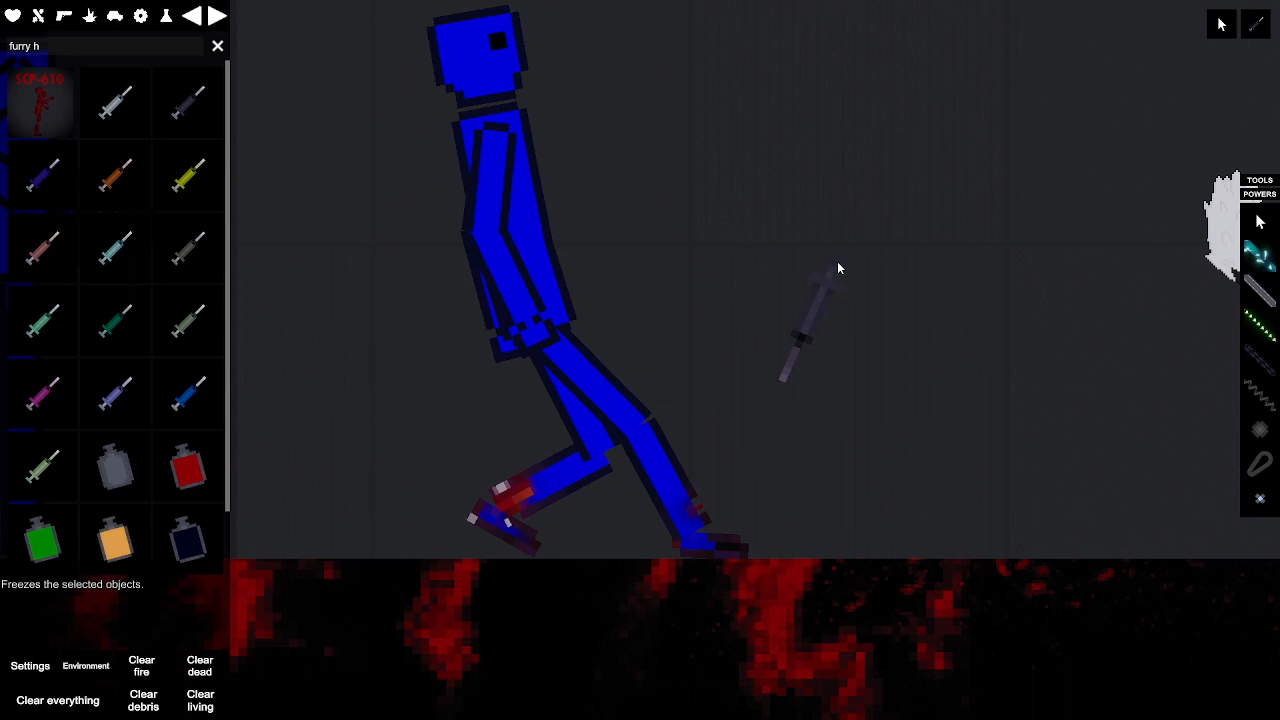 furry h
SCP-610
Freezes the selected objects.
Settings
Environment
Clear
fire
Clear
dead
Clear everything
Clear
debris
Clear
living
TOOLS
POWERS